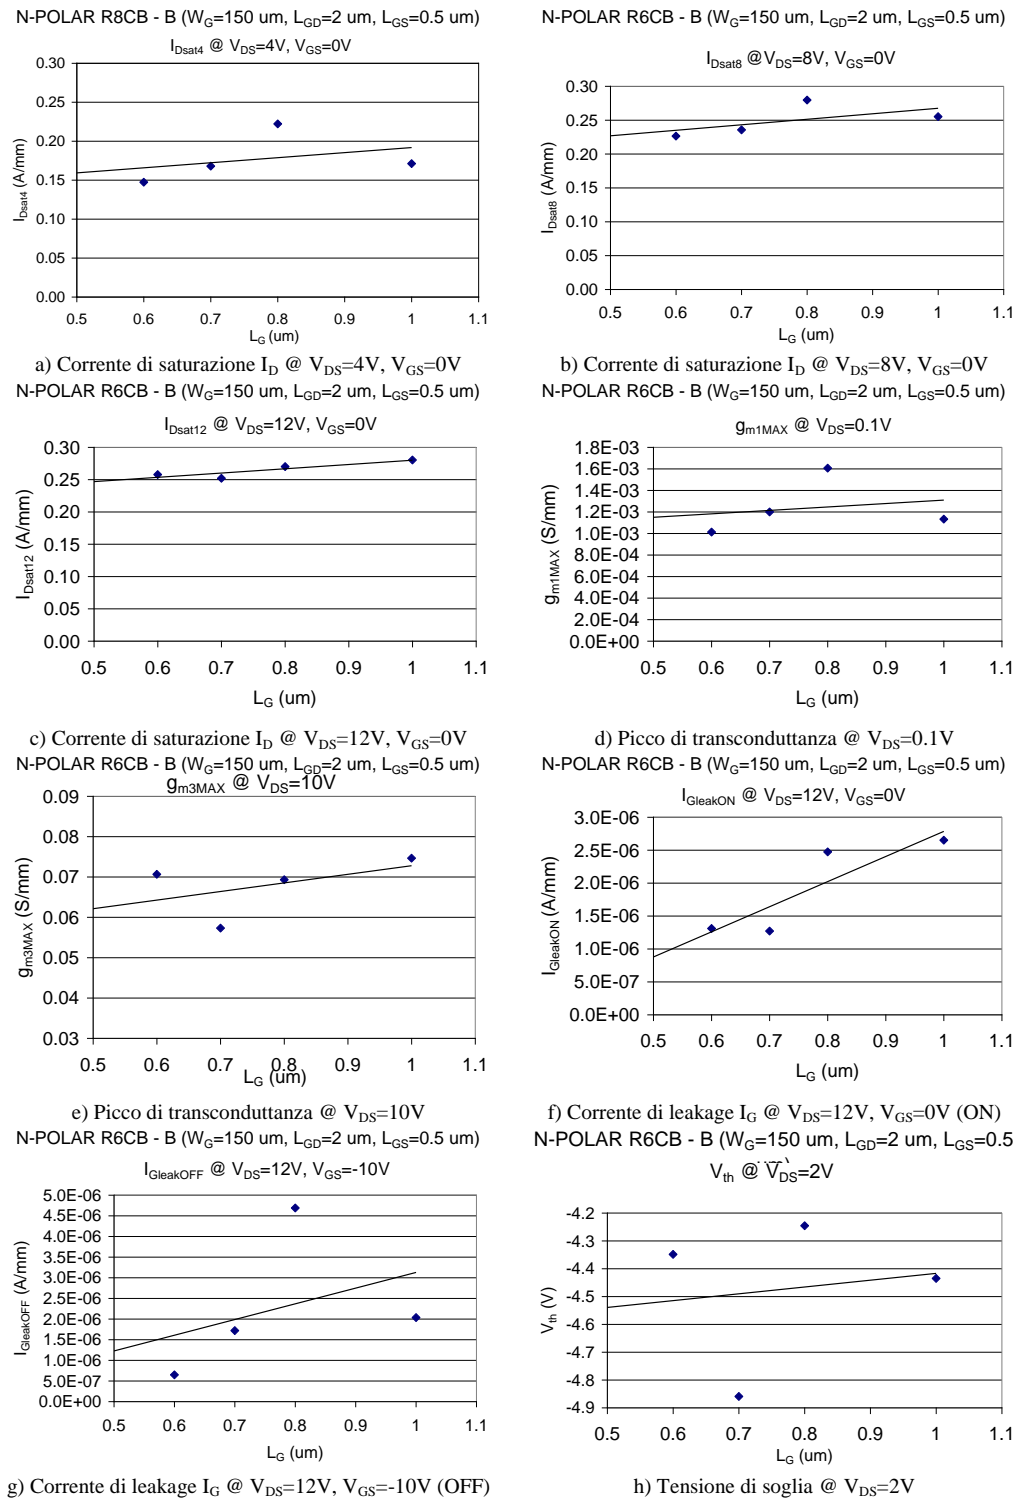 N-POLAR R8CB - B (WG=150 um, LGD=2 um, LGS=0.5 um)
IDsat4 @ VDS=4V, VGS=0V
0.30
0.25
0.20
0.15
0.10
0.05
0.00
IDsat4 (A/mm)
0.5 0.6 0.7 0.8 0.9 1 1.1
LG (um)
a) Corrente di saturazione ID @ VDS=4V, VGS=0V
N-POLAR R6CB - B (WG=150 um, LGD=2 um, LGS=0.5 um)
IDsat8 @VDS=8V, VGS=0V
0.30
0.25
0.20
0.15
0.10
0.05
0.00
IDsat8 (A/mm)
0.5 0.6 0.7 0.8 0.9 1 1.1
LG (um)
b) Corrente di saturazione ID @ VDS=8V, VGS=0V
N-POLAR R6CB - B (WG=150 um, LGD=2 um, LGS=0.5 um)
IDsat12 @ VDS=12V, VGS=0V
0.30
0.25
0.20
0.15
0.10
0.05
0.00
IDsat12 (A/mm)
0.5 0.6 0.7 0.8 0.9 1 1.1
LG (um)
c) Corrente di saturazione ID @ VDS=12V, VGS=0V
N-POLAR R6CB - B (WG=150 um, LGD=2 um, LGS=0.5 um)
gm1MAX @ VDS=0.1V
1.8E-03
1.6E-03
1.4E-03
1.2E-03
1.0E-03
8.0E-04
6.0E-04
4.0E-04
2.0E-04
0.0E+00
gm1MAX (S/mm)
0.5 0.6 0.7 0.8 0.9 1 1.1
LG (um)
d) Picco di transconduttanza @ VDS=0.1V
N-POLAR R6CB - B (WG=150 um, LGD=2 um, LGS=0.5 um)
gm3MAX @ VDS=10V
0.09
0.08
0.07
0.06
0.05
0.04
0.03
gm3MAX (S/mm)
0.5 0.6 0.7 0.8 0.9 1 1.1
LG (um)
e) Picco di transconduttanza @ VDS=10V
N-POLAR R6CB - B (WG=150 um, LGD=2 um, LGS=0.5 um)
IGleakON @ VDS=12V, VGS=0V
3.0E-06
2.5E-06
2.0E-06
1.5E-06
1.0E-06
5.0E-07
0.0E+00
IGleakON (A/mm)
0.5 0.6 0.7 0.8 0.9 1 1.1
LG (um)
f) Corrente di leakage IG @ VDS=12V, VGS=0V (ON)
N-POLAR R6CB - B (WG=150 um, LGD=2 um, LGS=0.5 um)
IGleakOFF @ VDS=12V, VGS=-10V
5.0E-06
4.5E-06
4.0E-06
3.5E-06
3.0E-06
2.5E-06
2.0E-06
1.5E-06
1.0E-06
5.0E-07
0.0E+00
IGleakOFF (A/mm)
0.5 0.6 0.7 0.8 0.9 1 1.1
LG (um)
g) Corrente di leakage IG @ VDS=12V, VGS=-10V (OFF)
N-POLAR R6CB - B (WG=150 um, LGD=2 um, LGS=0.5
Vth @ VDS=2V
-4.2
-4.3
-4.4
-4.5
-4.6
-4.7
-4.8
-4.9
Vth (V)
0.5 0.6 0.7 0.8 0.9 1 1.1
LG (um)
h) Tensione di soglia @ VDS=2V